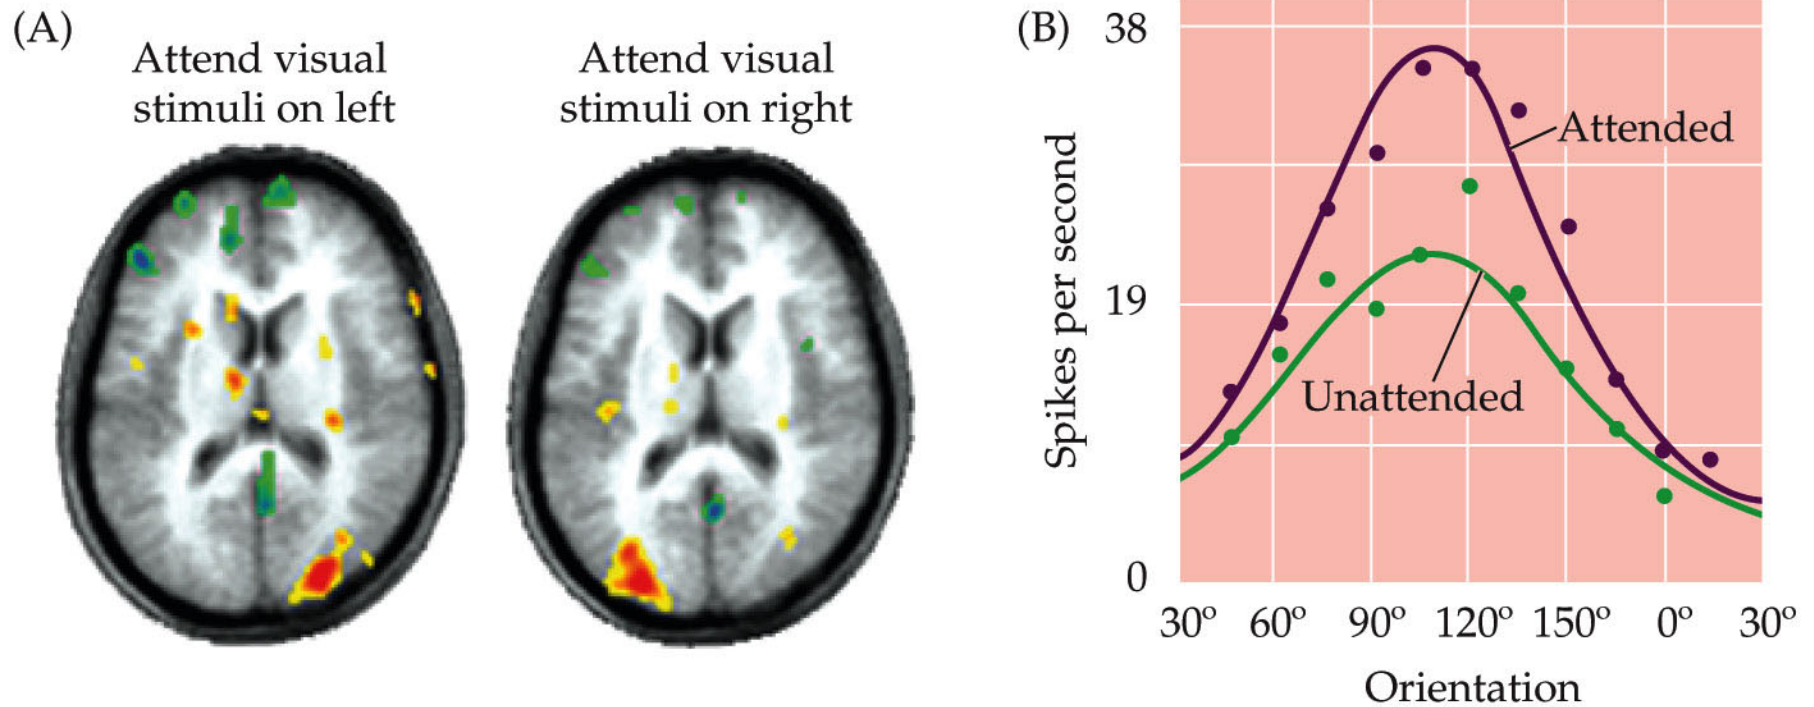 (A)
Attend visual
stimuli on left
Attend visual
stimuli on right
(B)
38
19
0
Spikes per second
Attended
Unattended
30º 60º 90º 120º 150º 0º 30º
Orientation